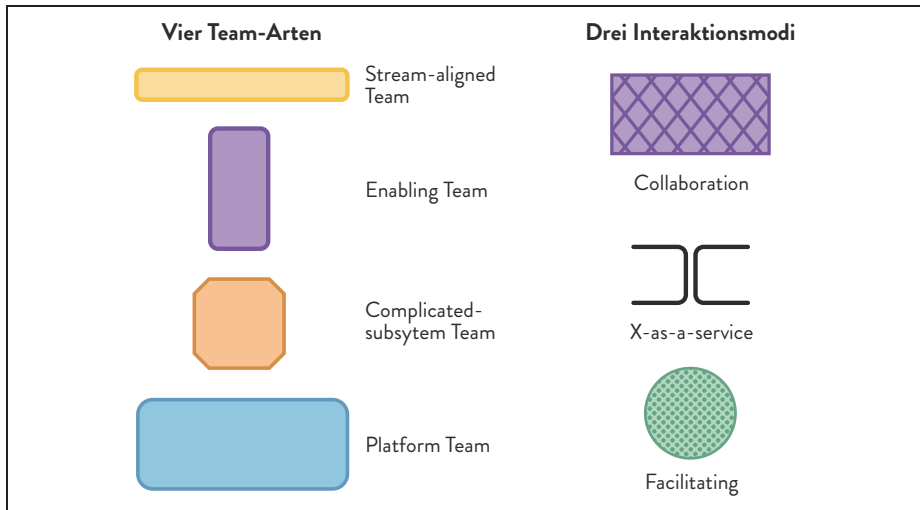 Vier Team-Arten
Stream-aligned
Team
Enabling Team
Complicated-
subsytem Team
Platform Team
Drei Interaktionsmodi
Collaboration
X-as-a-service
Facilitating